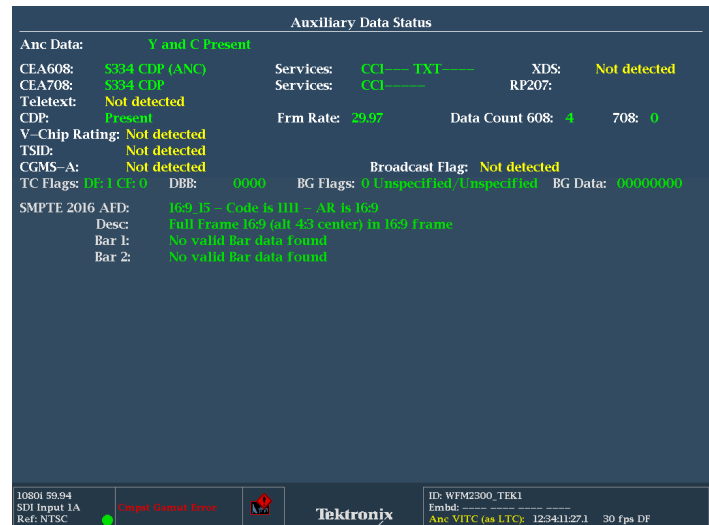 Auxiliary Data Status
Anc Data: Y and C Present
CEA608: S334 CDP (ANC) Services: CC1--- TXT---- XDS: Not detected
CEA708: S334 CDP Services: CC1----- RP207:
Teletext: Not detected
CDP: Present Frm Rate: 29.97 Data Count 608: 4 708: 0
V-Chip Rating: Not detected
TSID: Not detected
CGMS-A: Not detected Broadcast Flag: Not detected
TC Flags: DF: 1 CF: 0 DBB: 0000 BG Flags: 0 Unspecified/Unspecified BG Data: 00000000
SMPTE 2016 AFD: 16:9_15 - Code is 1111 - AR is 16:9
Desc: Full Frame 16:9 (alt 4:3 center) in 16:9 frame
Bar 1: No valid Bar data found
Bar 2: No valid Bar data found
1080i 59.94
SDI Input 1A
Ref: NTSC
Cmpst Gamut Error
Tektronix
ID: WFM2300_TEK1
Embd: ---- ---- ---- ----
Anc VITC (as LTC): 12:34:11:27.1 30 fps DF